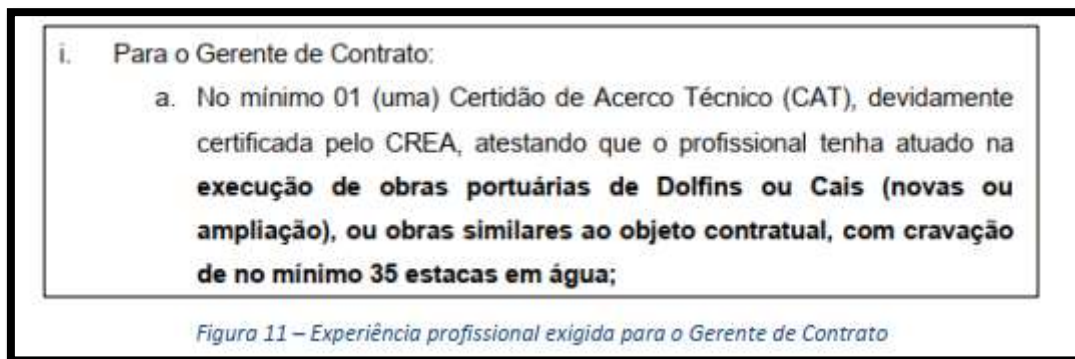 i. Para o Gerente de Contrato:
a. No mínimo 01 (uma) Certidão de Acerco Técnico (CAT), devidamente
certificada pelo CREA, atestando que o profissional tenha atuado na
execução de obras portuárias de Dolfins ou Cais (novas ou
ampliação), ou obras similares ao objeto contratual, com cravação
de no mínimo 35 estacas em água;
Figura 11 – Experiência profissional exigida para o Gerente de Contrato